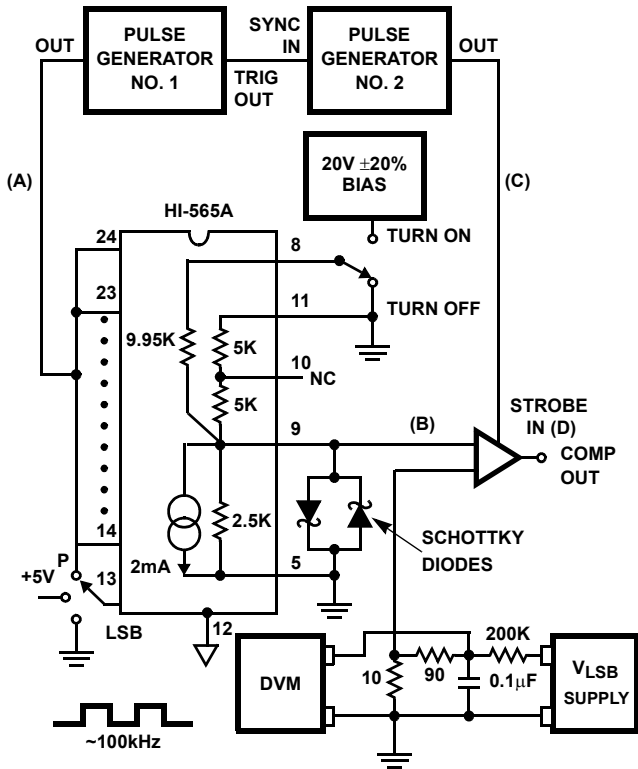 OUT
PULSE
GENERATOR
NO. 1
TRIG
OUT
SYNC
IN
PULSE
GENERATOR
NO. 2
OUT
(A)
(C)
20V ±20%
BIAS
HI-565A
TURN ON
24
8
23
11
TURN OFF
9.95K
5K
10
NC
5K
9
(B)
STROBE
IN (D)
COMP
OUT
14
2.5K
SCHOTTKY
DIODES
P
13
2mA
5
+5V
LSB
12
DVM
10
90
200K
0.1μF
VLSB
SUPPLY
~100kHz